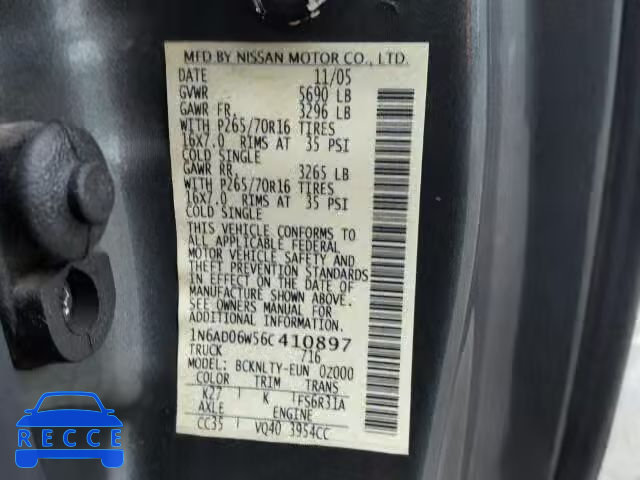 MFD BY NISSAN MOTOR CO., LTD.
DATE 11/05
GVWR 5690 LB
GAWR FR. 3296 LB
WITH P265/70R16 TIRES
16X7.0 RIMS AT 35 PSI
COLD SINGLE
GAWR RR. 3265 LB
WITH P265/70R16 TIRES
16X7.0 RIMS AT 35 PSI
COLD SINGLE
THIS VEHICLE CONFORMS TO
ALL APPLICABLE FEDERAL
MOTOR VEHICLE SAFETY AND
THEFT PREVENTION STANDARDS
IN EFFECT ON THE DATE OF
MANUFACTURE SHOWN ABOVE.
SEE OWNERS MANUAL FOR
ADDITIONAL INFORMATION.
1N6AD06W56C410897
TRUCK 716
MODEL: BCKNLTY-EUN 02000
COLOR TRIM TRANS
K27 K FS6R31A
AXLE ENGINE
CC35 VQ40 3954CC
RECCE